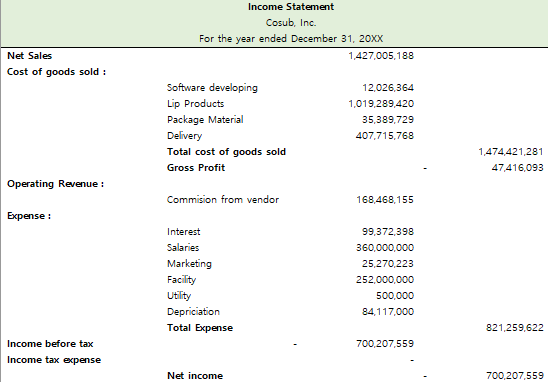 Income Statement
Cosub, Inc.
For the year ended December 31, 20XX
Net Sales 1,427,005,188
Cost of goods sold :
Software developing 12,026,364
Lip Products 1,019,289,420
Package Material 35,389,729
Delivery 407,715,768
Total cost of goods sold 1,474,421,281
Gross Profit - 47,416,093
Operating Revenue :
Commision from vendor 168,468,155
Expense :
Interest 99,372,398
Salaries 360,000,000
Marketing 25,270,223
Facility 252,000,000
Utility 500,000
Depriciation 84,117,000
Total Expense 821,259,622
Income before tax - 700,207,559
Income tax expense -
Net income - 700,207,559